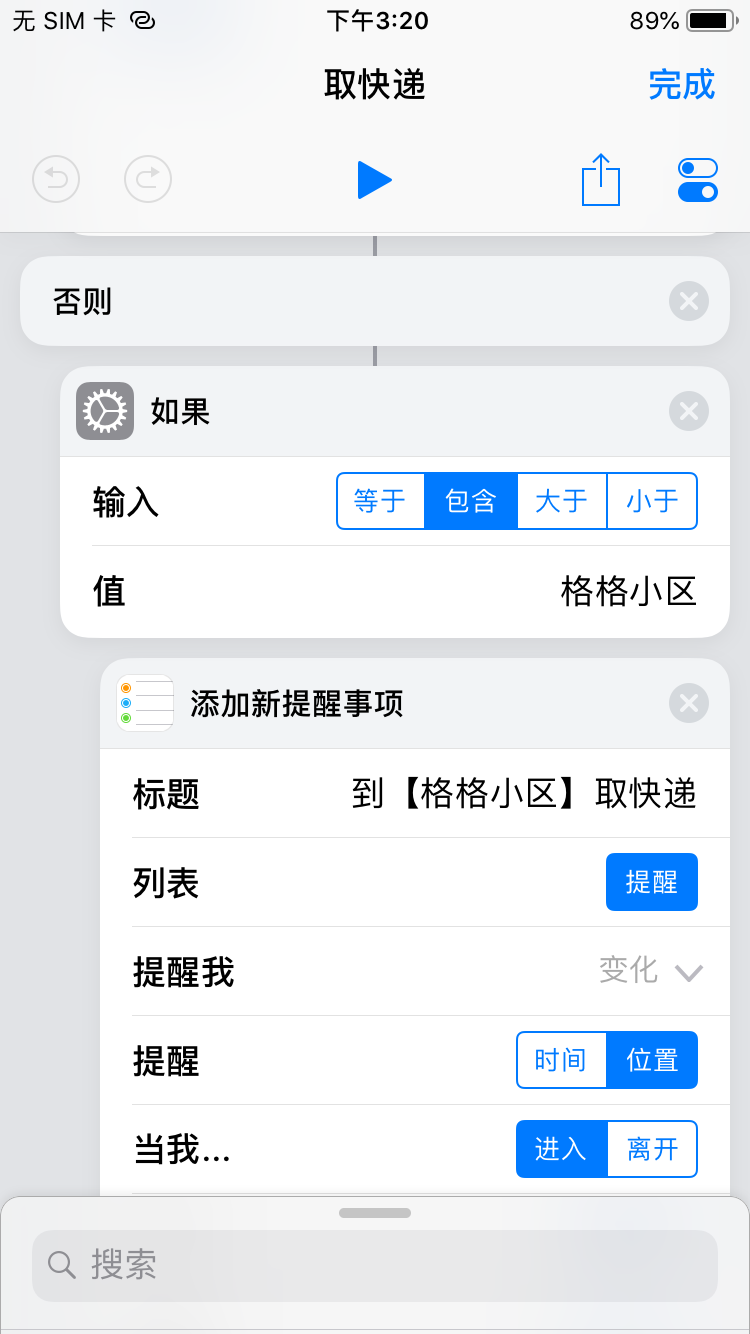 无 SIM 卡 下午3:20 89%
取快递 完成
否则
如果
输入 等于 包含 大于 小于
值 格格小区
添加新提醒事项
标题 到【格格小区】取快递
列表 提醒
提醒我 变化
提醒 时间 位置
当我... 进入 离开
搜索